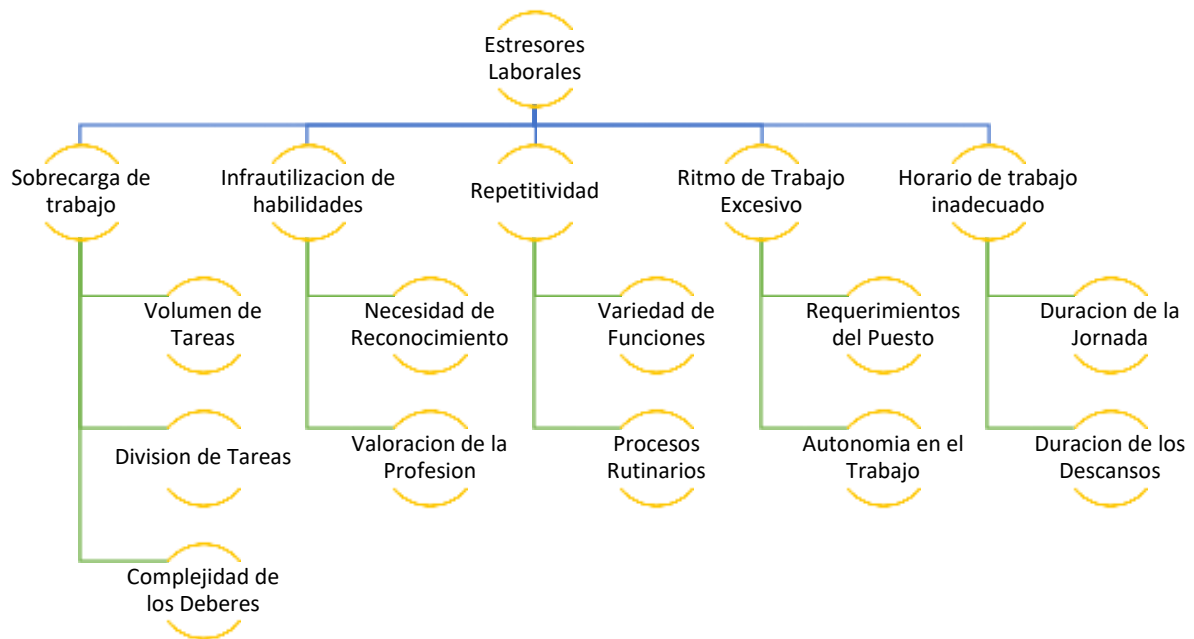 Estresores
Laborales
Sobrecarga de
trabajo
Infrautilizacion de
habilidades
Repetitividad
Ritmo de Trabajo
Excesivo
Horario de trabajo
inadecuado
Volumen de
Tareas
Necesidad de
Reconocimiento
Variedad de
Funciones
Requerimientos
del Puesto
Duracion de la
Jornada
Division de Tareas
Valoracion de la
Profesion
Procesos
Rutinarios
Autonomia en el
Trabajo
Duracion de los
Descansos
Complejidad de
los Deberes